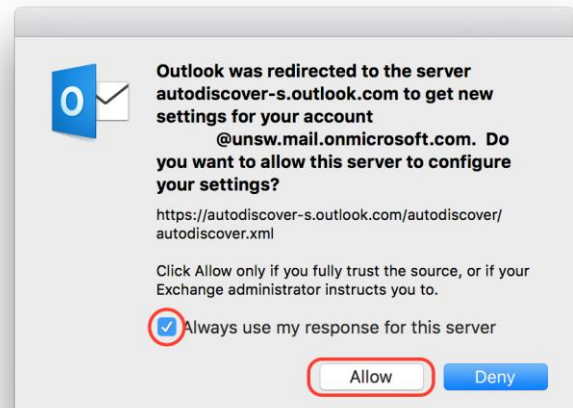 Outlook was redirected to the server
autodiscover-s.outlook.com to get new
settings for your account
@unsw.mail.onmicrosoft.com. Do
you want to allow this server to configure
your settings?
https://autodiscover-s.outlook.com/autodiscover/
autodiscover.xml
Click Allow only if you fully trust the source, or if your
Exchange administrator instructs you to.
Always use my response for this server
Allow Deny